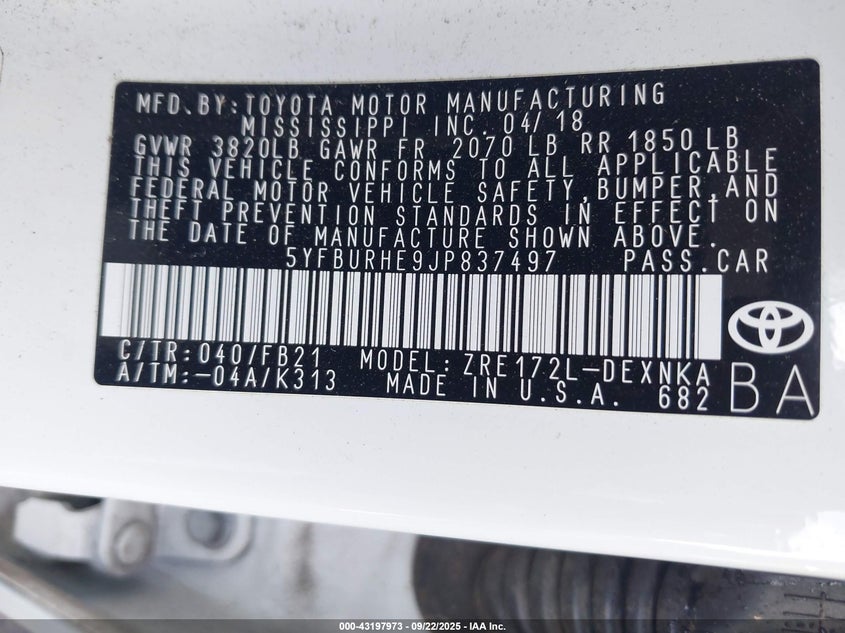 MFD.BY:TOYOTA MOTOR MANUFACTURING
MISSISSIPPI INC. 04/18
GVWR 3820LB GAWR FR 2070 LB RR 1850LB
THIS VEHICLE CONFORMS TO ALL APPLICABLE
FEDERAL MOTOR VEHICLE SAFETY,BUMPER,AND
THEFT PREVENTION STANDARDS IN EFFECT ON
THE DATE OF MANUFACTURE SHOWN ABOVE.
5YFBURHE9JP837497 PASS.CAR
C/TR:040/FB21 MODEL:ZRE172L-DEXNKA
A/TM:-04A/K313 MADE IN U.S.A. 682
BA
000-43197973 - 09/22/2025 - IAA Inc.